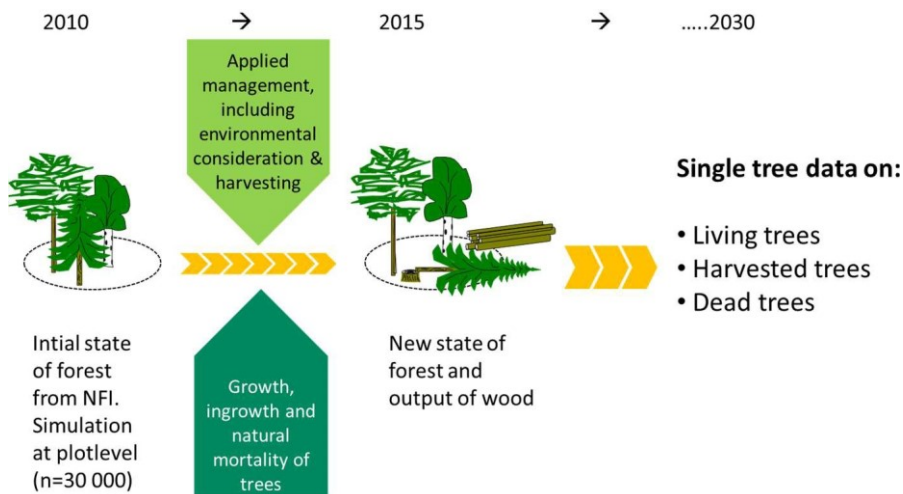 2010 → 2015 → .....2030
Applied
management,
including
environmental
consideration &
harvesting
Single tree data on:
• Living trees
• Harvested trees
• Dead trees
Intial state
of forest
from NFI.
Simulation
at plotlevel
(n=30 000)
Growth,
ingrowth and
natural
mortality of
trees
New state of
forest and
output of wood